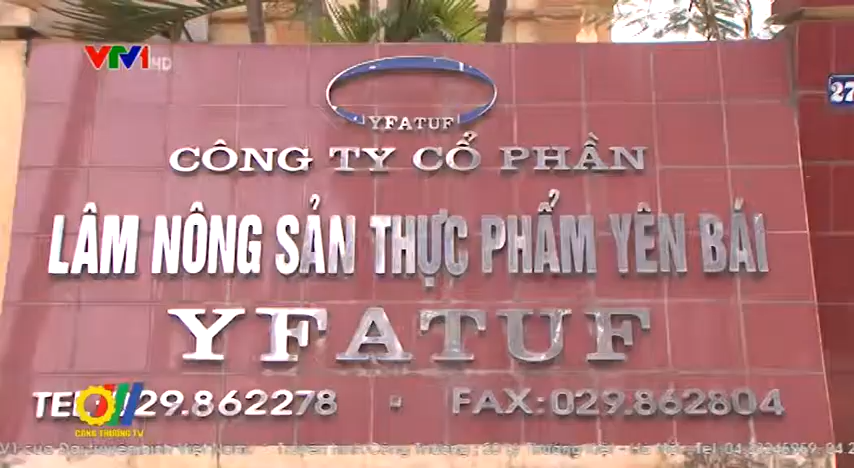 VTV1 HD
27
YFATUF
CÔNG TY CỔ PHẦN
LÂM NÔNG SẢN THỰC PHẨM YÊN BÁI
YFATUF
TEL: 029.862278 - FAX: 029.862804
CÔNG THƯƠNG TV